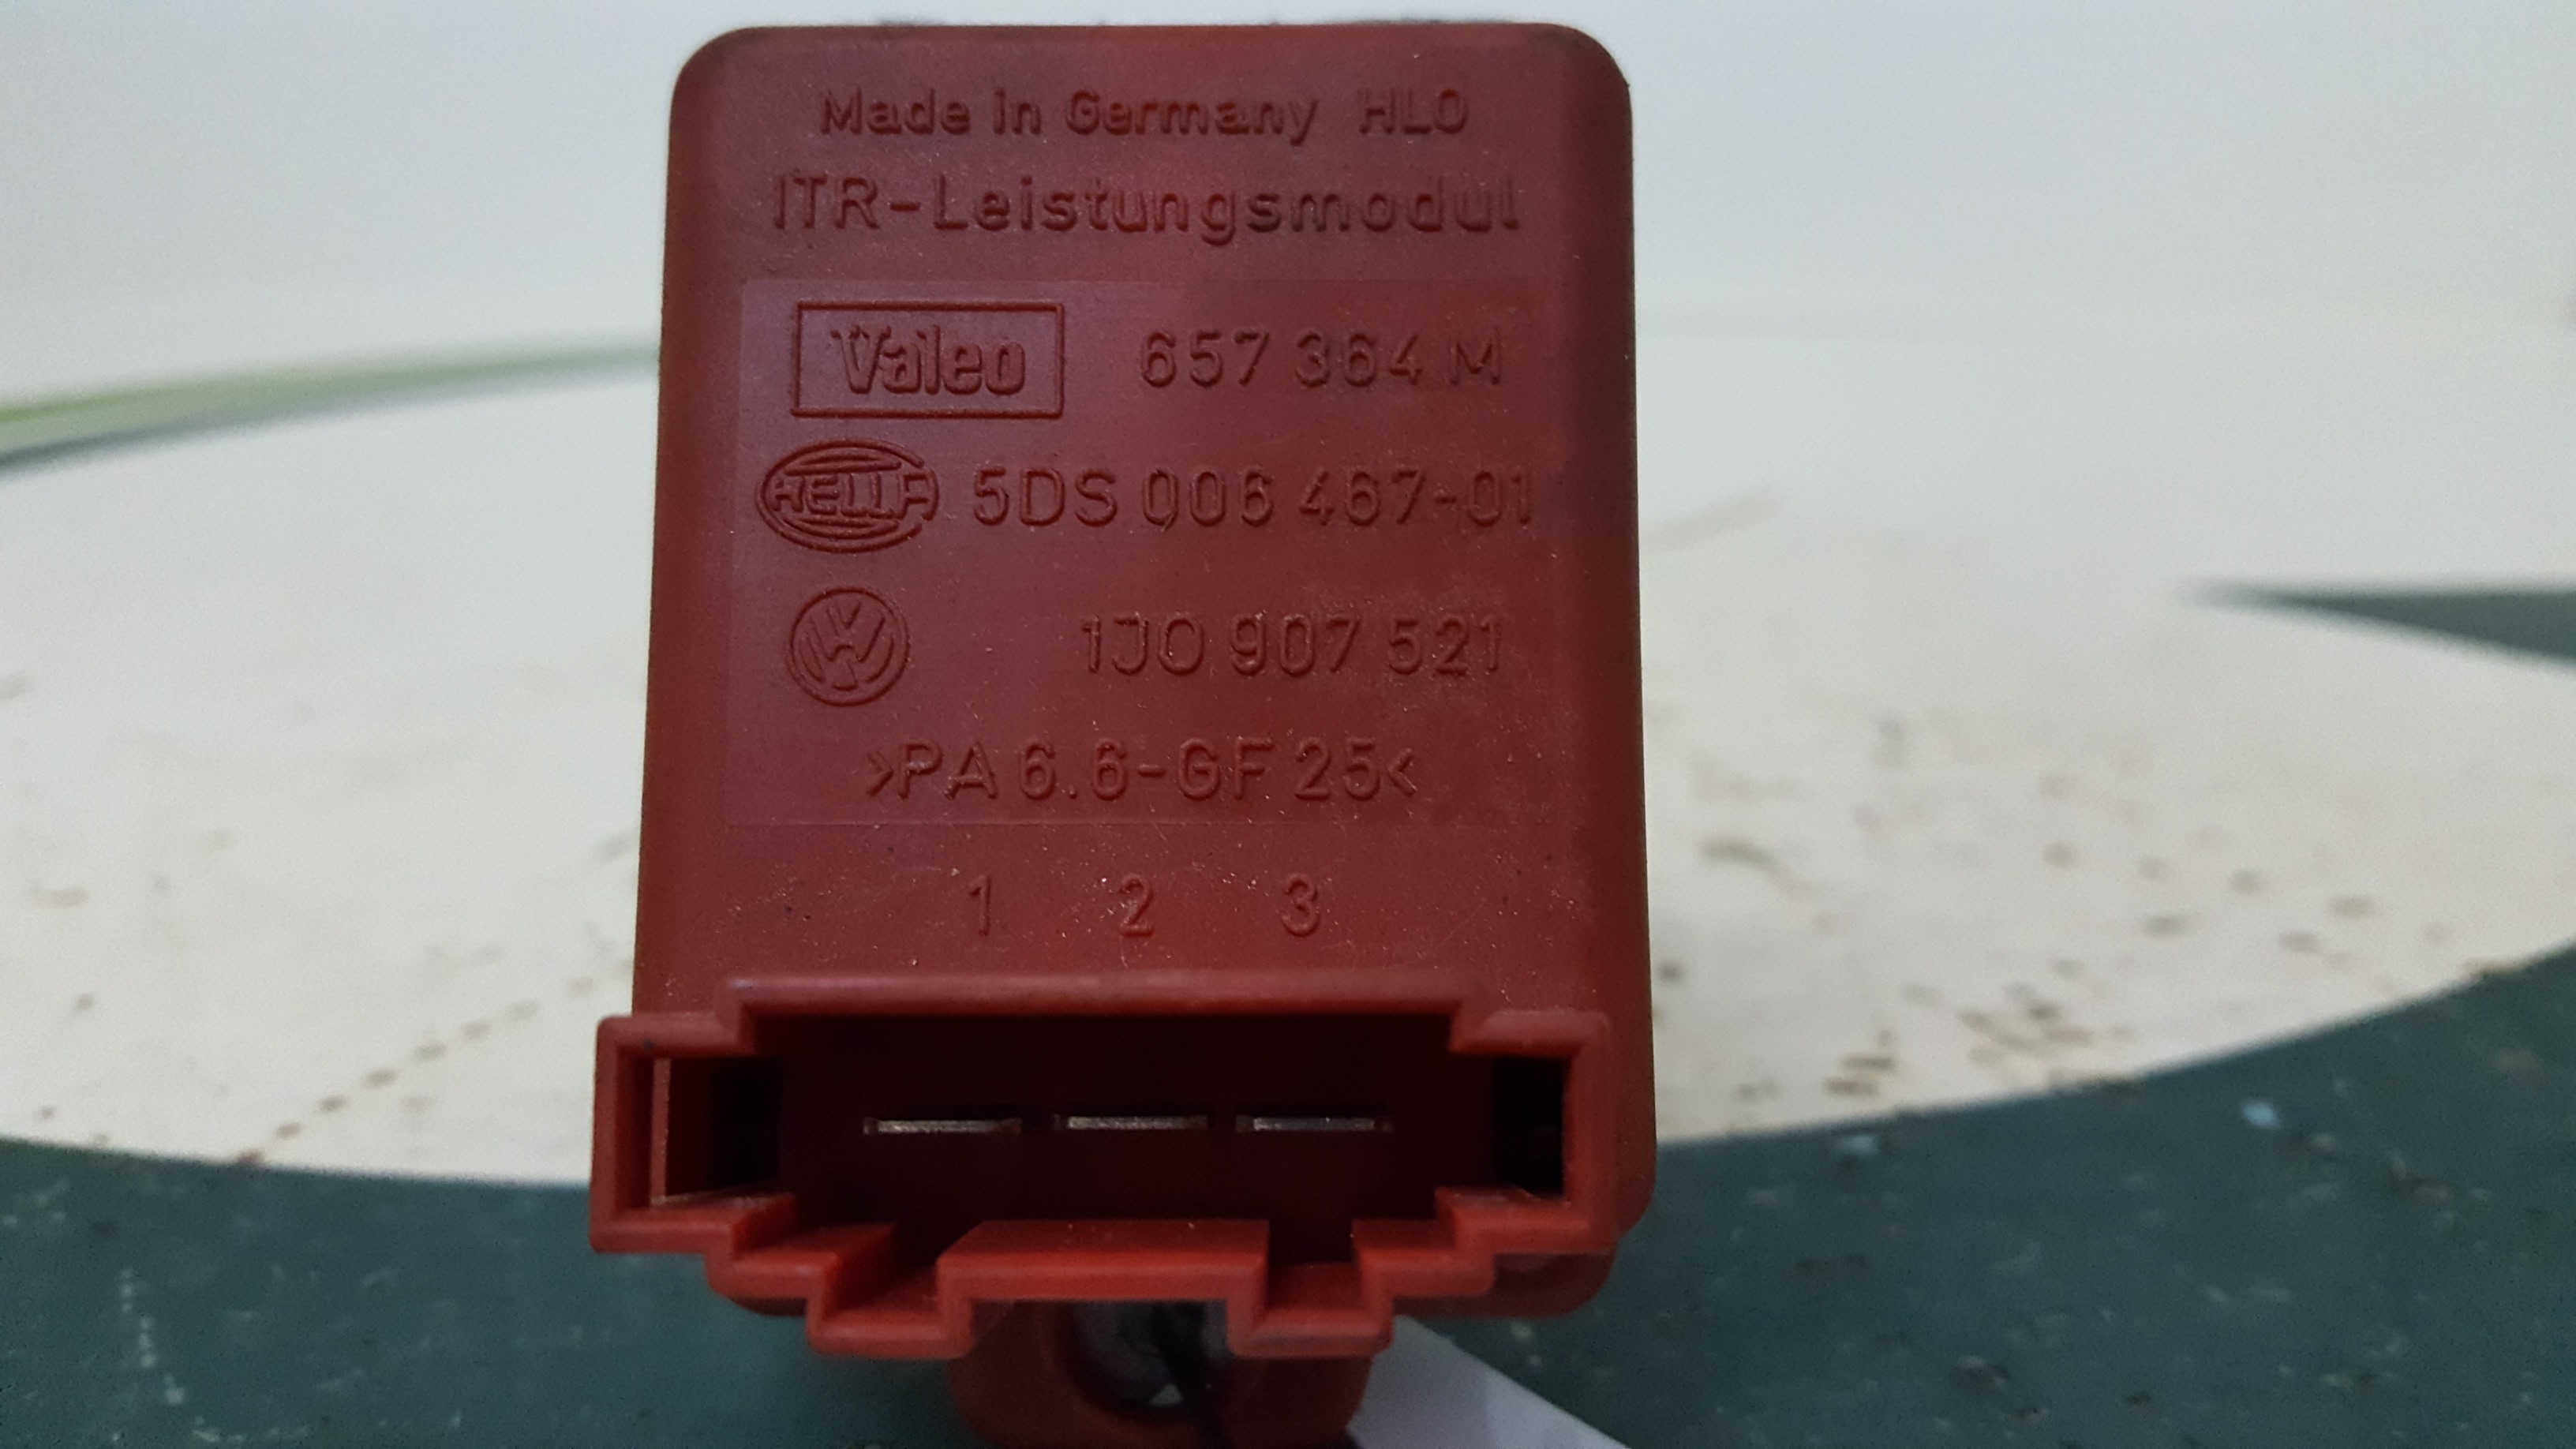 Made in Germany HLO
ITR-Leistungsmodul
Valeo 657 364 M
HELLA 5DS 006 467-01
VW 1J0 907 521
>PA 6.6-GF 25<
1 2 3